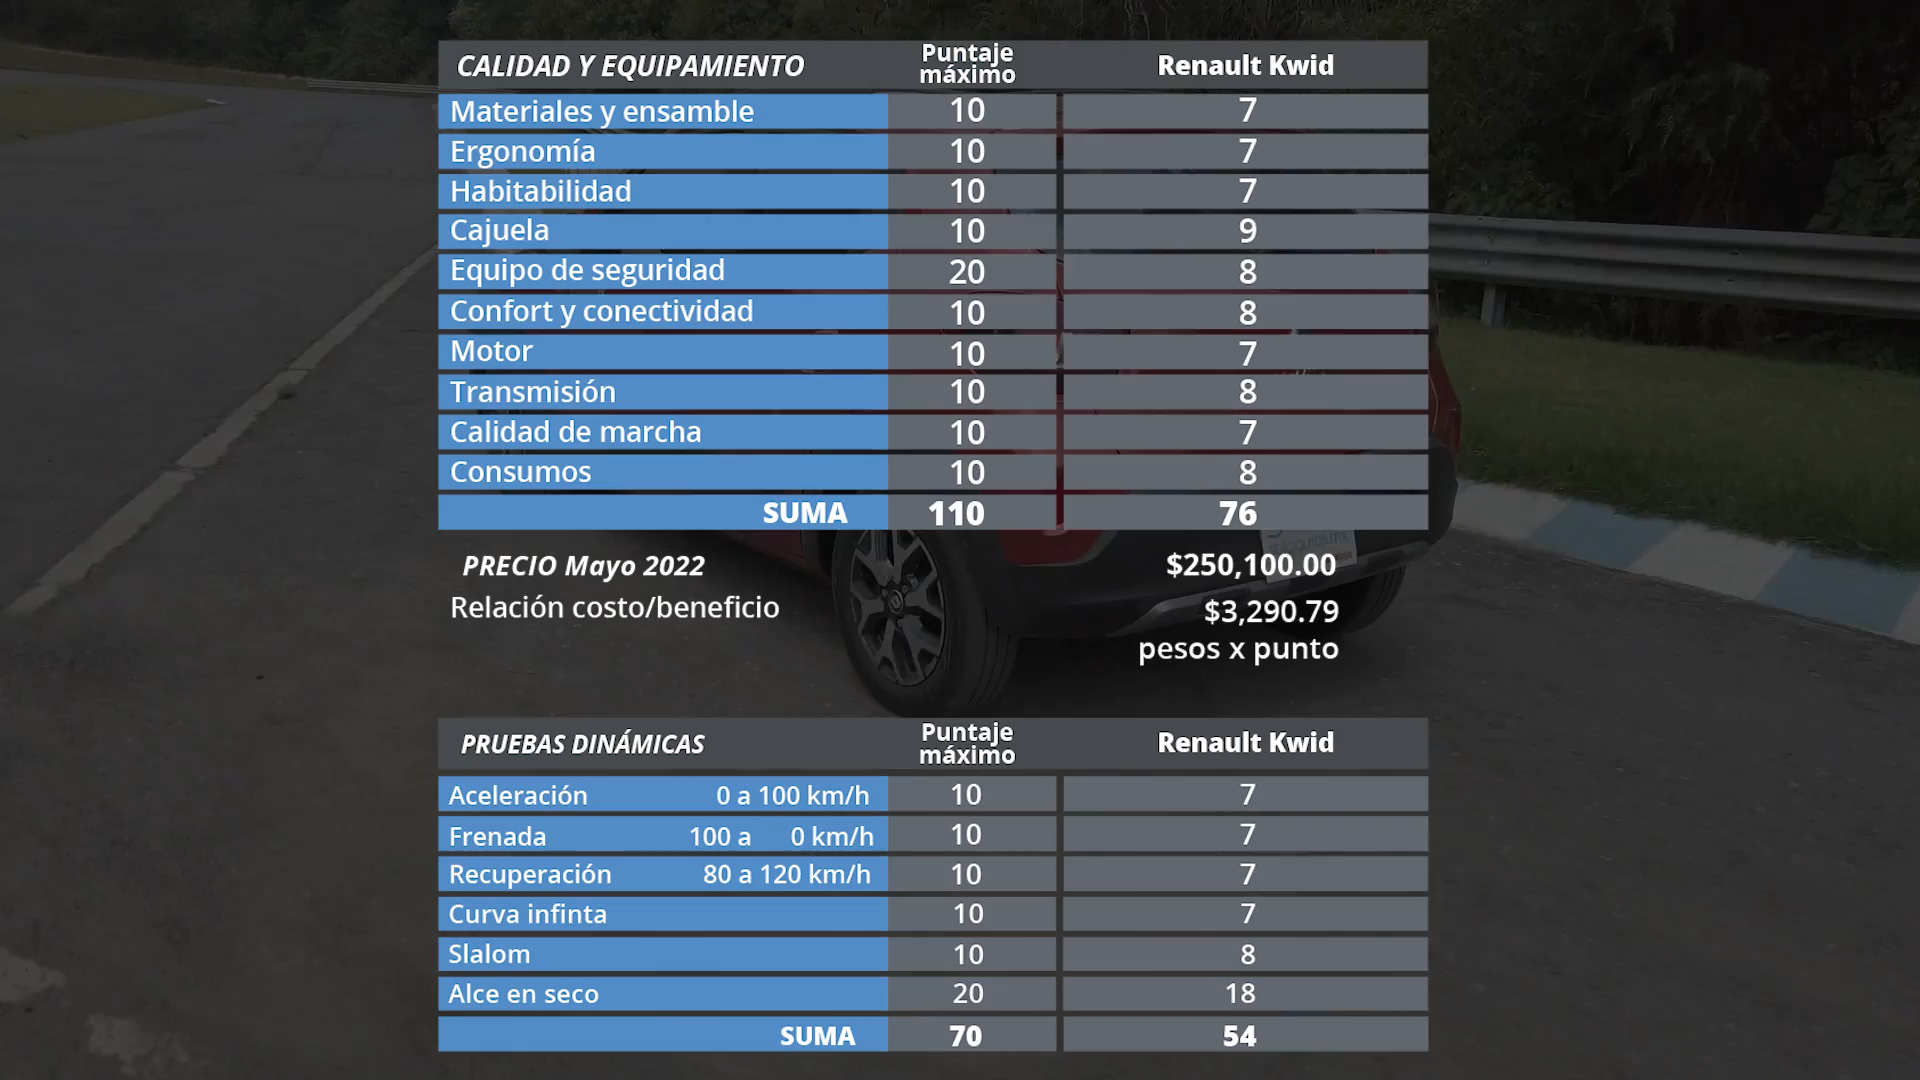 CALIDAD Y EQUIPAMIENTO Puntaje máximo Renault Kwid
Materiales y ensamble 10 7
Ergonomía 10 7
Habitabilidad 10 7
Cajuela 10 9
Equipo de seguridad 20 8
Confort y conectividad 10 8
Motor 10 7
Transmisión 10 8
Calidad de marcha 10 7
Consumos 10 8
SUMA 110 76
PRECIO Mayo 2022 $250,100.00
Relación costo/beneficio $3,290.79
pesos x punto
PRUEBAS DINÁMICAS Puntaje máximo Renault Kwid
Aceleración 0 a 100 km/h 10 7
Frenada 100 a 0 km/h 10 7
Recuperación 80 a 120 km/h 10 7
Curva infinta 10 7
Slalom 10 8
Alce en seco 20 18
SUMA 70 54